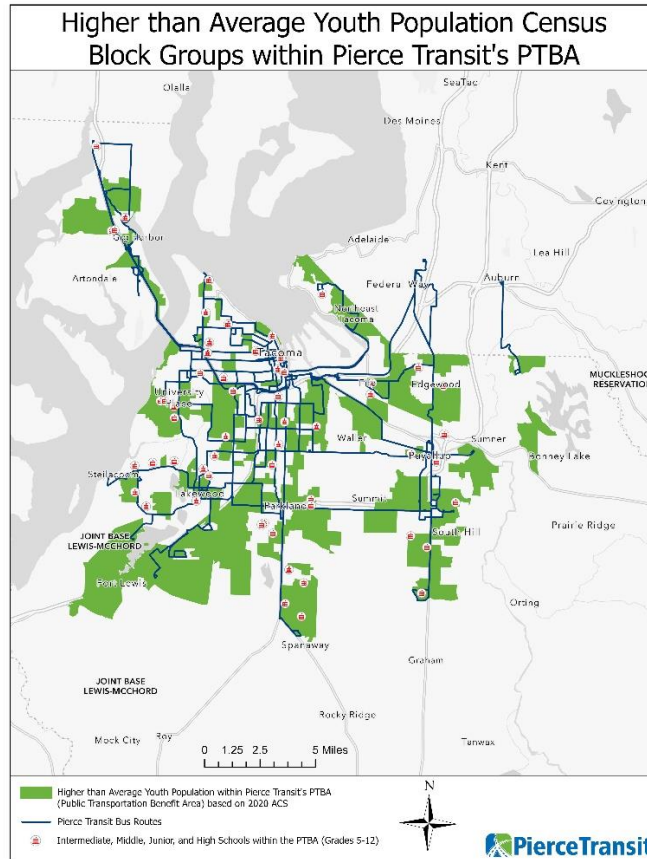 Higher than Average Youth Population Census
Block Groups within Pierce Transit's PTBA
Olalla
SeaTac
Des Moines
Kent
Covington
Lea Hill
Adelaide
Auburn
Federal Way
Artondale
Northeast
Tacoma
Tacoma
MUCKLESHOOT
RESERVATION
Edgewood
University
Place
Waller
Sumner
Bonney Lake
Puyallup
Steilacoom
Lakewood
Summit
Parkland
Prairie Ridge
South Hill
JOINT BASE
LEWIS-MCCHORD
Fort Lewis
Orting
Spanaway
Graham
JOINT BASE
LEWIS-MCCHORD
Rocky Ridge
Mock City
Roy
Tanwax
0 1.25 2.5 5 Miles
Higher than Average Youth Population within Pierce Transit's PTBA
(Public Transportation Benefit Area) based on 2020 ACS
Pierce Transit Bus Routes
Intermediate, Middle, Junior, and High Schools within the PTBA (Grades 5-12)
N
PierceTransit